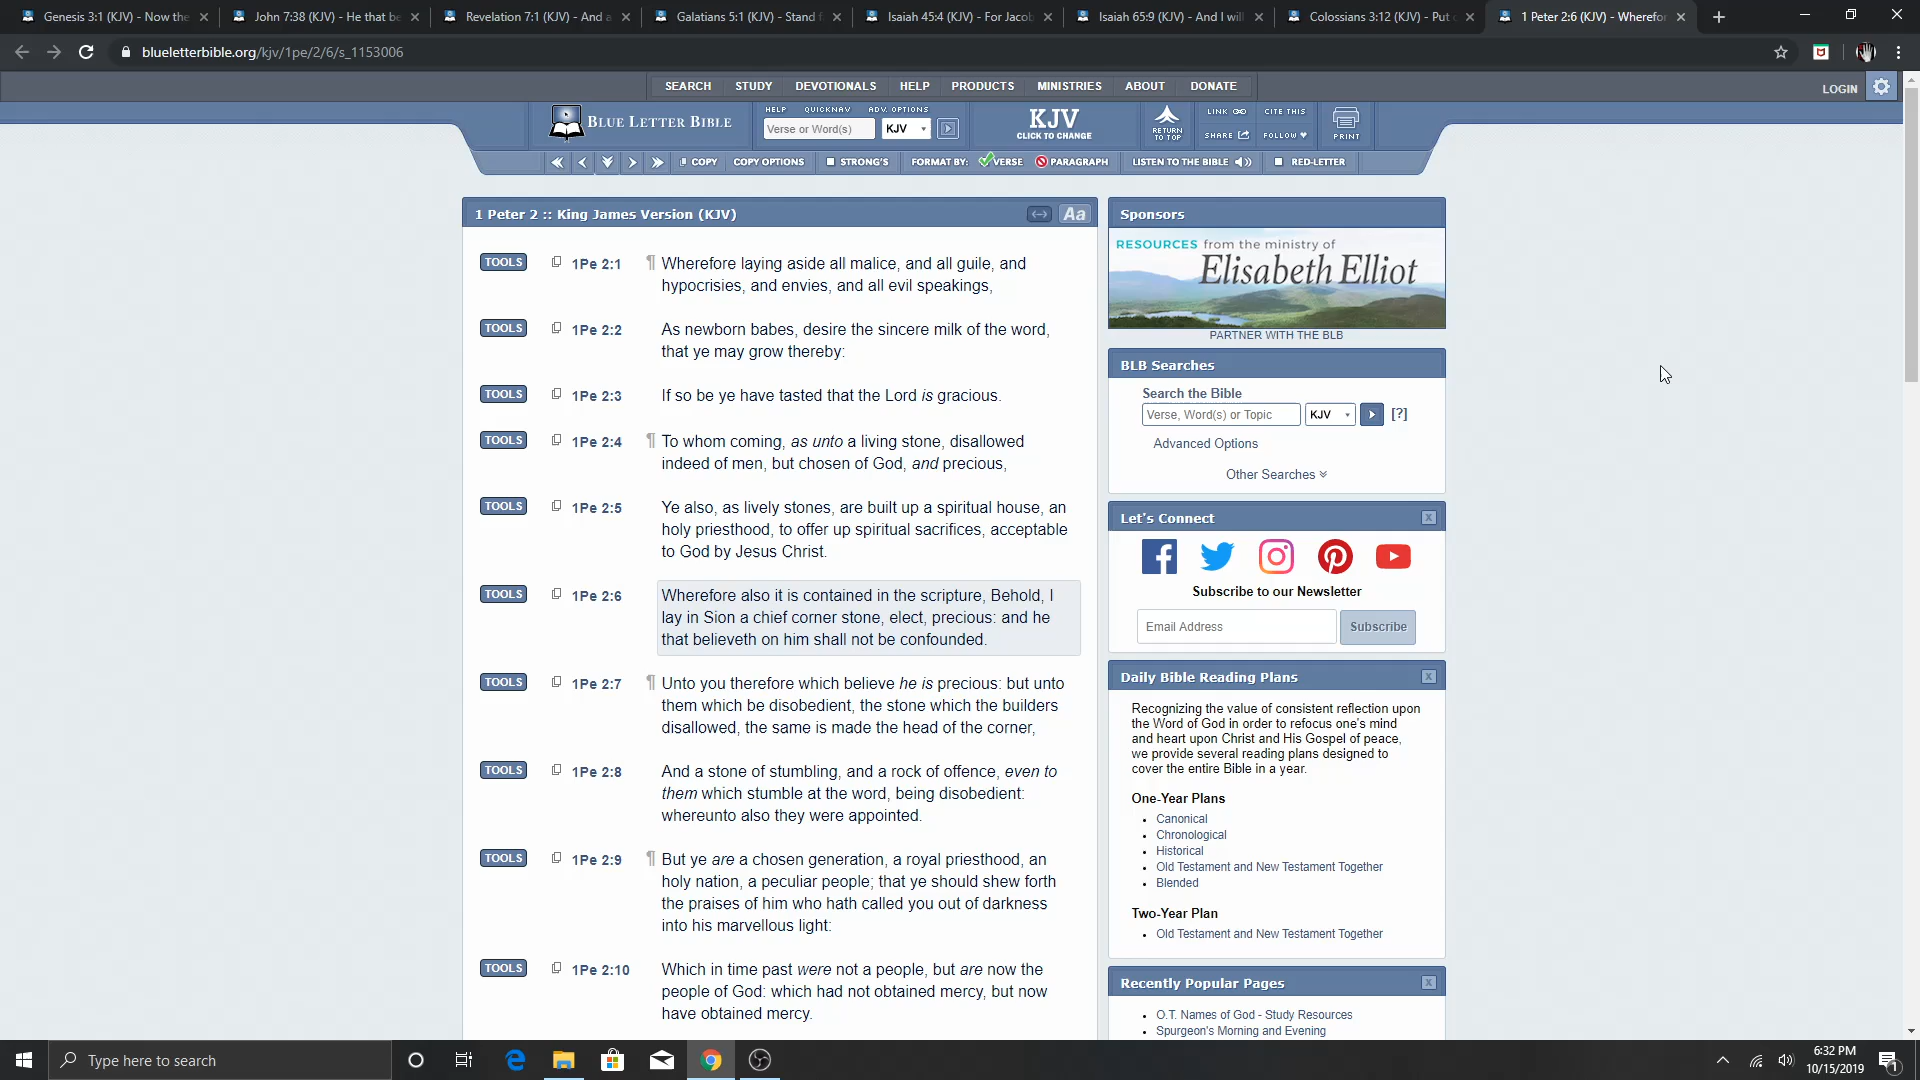 Genesis 3:1 (KJV) - Now the
John 7:38 (KJV) - He that be
Revelation 7:1 (KJV) - And a
Galatians 5:1 (KJV) - Stand f
Isaiah 45:4 (KJV) - For Jacob
Isaiah 65:9 (KJV) - And I will
Colossians 3:12 (KJV) - Put o
1 Peter 2:6 (KJV) - Wherefor
blueletterbible.org/kjv/1pe/2/6/s_1153006
SEARCH STUDY DEVOTIONALS HELP PRODUCTS MINISTRIES ABOUT DONATE
LOGIN
BLUE LETTER BIBLE
HELP QUICKNAV ADV. OPTIONS
Verse or Word(s) KJV
KJV
CLICK TO CHANGE
RETURN
TO TOP
LINK CITE THIS
SHARE FOLLOW
PRINT
COPY COPY OPTIONS STRONG'S FORMAT BY: VERSE PARAGRAPH LISTEN TO THE BIBLE RED-LETTER
1 Peter 2 :: King James Version (KJV)
Aa
TOOLS 1Pe 2:1 ¶ Wherefore laying aside all malice, and all guile, and
hypocrisies, and envies, and all evil speakings,
TOOLS 1Pe 2:2 As newborn babes, desire the sincere milk of the word,
that ye may grow thereby:
TOOLS 1Pe 2:3 If so be ye have tasted that the Lord is gracious.
TOOLS 1Pe 2:4 ¶ To whom coming, as unto a living stone, disallowed
indeed of men, but chosen of God, and precious,
TOOLS 1Pe 2:5 Ye also, as lively stones, are built up a spiritual house, an
holy priesthood, to offer up spiritual sacrifices, acceptable
to God by Jesus Christ.
TOOLS 1Pe 2:6 Wherefore also it is contained in the scripture, Behold, I
lay in Sion a chief corner stone, elect, precious: and he
that believeth on him shall not be confounded.
TOOLS 1Pe 2:7 ¶ Unto you therefore which believe he is precious: but unto
them which be disobedient, the stone which the builders
disallowed, the same is made the head of the corner,
TOOLS 1Pe 2:8 And a stone of stumbling, and a rock of offence, even to
them which stumble at the word, being disobedient:
whereunto also they were appointed.
TOOLS 1Pe 2:9 ¶ But ye are a chosen generation, a royal priesthood, an
holy nation, a peculiar people; that ye should shew forth
the praises of him who hath called you out of darkness
into his marvellous light:
TOOLS 1Pe 2:10 Which in time past were not a people, but are now the
people of God: which had not obtained mercy, but now
have obtained mercy.
Sponsors
RESOURCES from the ministry of
Elisabeth Elliot
PARTNER WITH THE BLB
BLB Searches
Search the Bible
Verse, Word(s) or Topic KJV [?]
Advanced Options
Other Searches
Let's Connect
Subscribe to our Newsletter
Email Address Subscribe
Daily Bible Reading Plans
Recognizing the value of consistent reflection upon
the Word of God in order to refocus one's mind
and heart upon Christ and His Gospel of peace,
we provide several reading plans designed to
cover the entire Bible in a year.
One-Year Plans
Canonical
Chronological
Historical
Old Testament and New Testament Together
Blended
Two-Year Plan
Old Testament and New Testament Together
Recently Popular Pages
O.T. Names of God - Study Resources
Spurgeon's Morning and Evening
Type here to search
6:32 PM
10/15/2019
1